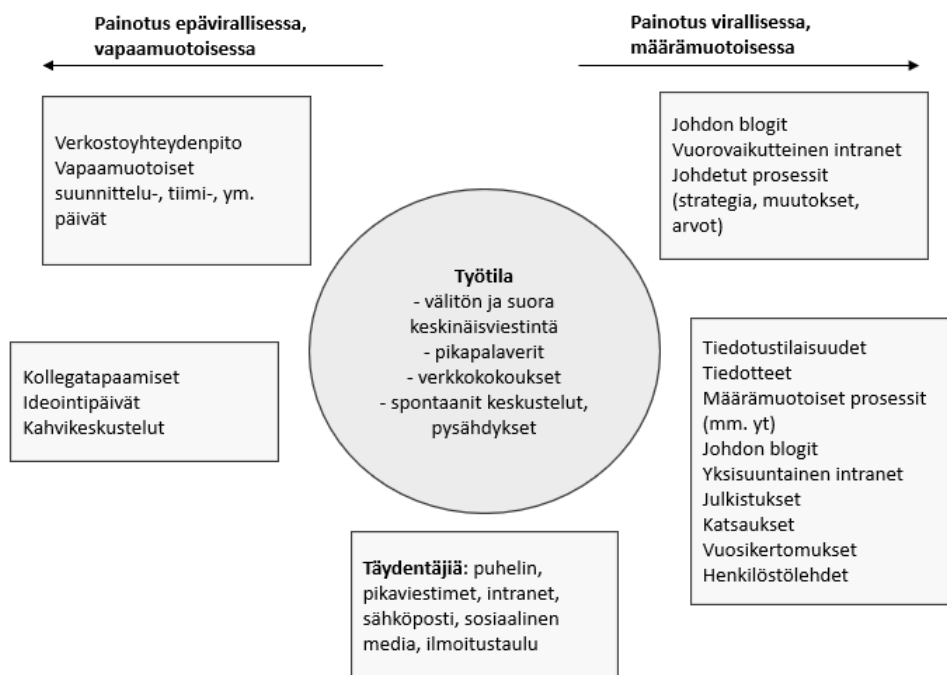 Painotus epävirallisessa,
vapaamuotoisessa
Painotus virallisessa,
määrämuotoisessa
Verkostoyhteydenpito
Vapaamuotoiset
suunnittelu-, tiimi-, ym.
päivät
Johdon blogit
Vuorovaikutteinen intranet
Johdetut prosessit
(strategia, muutokset,
arvot)
Työtila
- välitön ja suora
keskinäisviestintä
- pikapalaverit
- verkkokokoukset
- spontaanit keskustelut,
pysähdykset
Kollegatapaamiset
Ideointipäivät
Kahvikeskustelut
Tiedotustilaisuudet
Tiedotteet
Määrämuotoiset prosessit
(mm. yt)
Johdon blogit
Yksisuuntainen intranet
Julkistukset
Katsaukset
Vuosikertomukset
Henkilöstölehdet
Täydentäjiä: puhelin,
pikaviestimet, intranet,
sähköposti, sosiaalinen
media, ilmoitustaulu